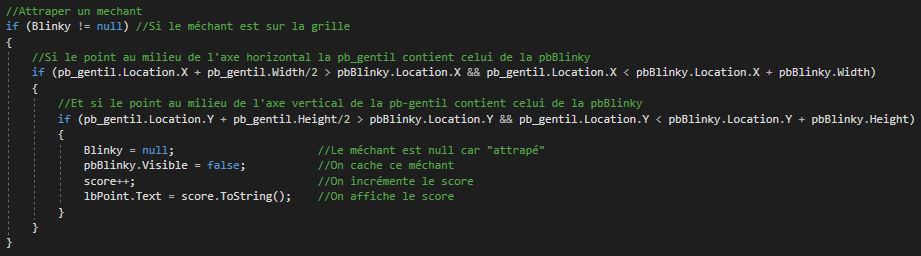 //Attraper un mechant
if (Blinky != null) //Si le méchant est sur la grille
{
//Si le point au milieu de l'axe horizontal la pb_gentil contient celui de la pbBlinky
if (pb_gentil.Location.X + pb_gentil.Width/2 > pbBlinky.Location.X && pb_gentil.Location.X < pbBlinky.Location.X + pbBlinky.Width)
{
//Et si le point au milieu de l'axe vertical de la pb-gentil contient celui de la pbBlinky
if (pb_gentil.Location.Y + pb_gentil.Height/2 > pbBlinky.Location.Y && pb_gentil.Location.Y < pbBlinky.Location.Y + pbBlinky.Height)
{
Blinky = null; //Le méchant est null car "attrapé"
pbBlinky.Visible = false; //On cache ce méchant
score++; //On incrémente le score
lbPoint.Text = score.ToString(); //On affiche le score
}
}
}